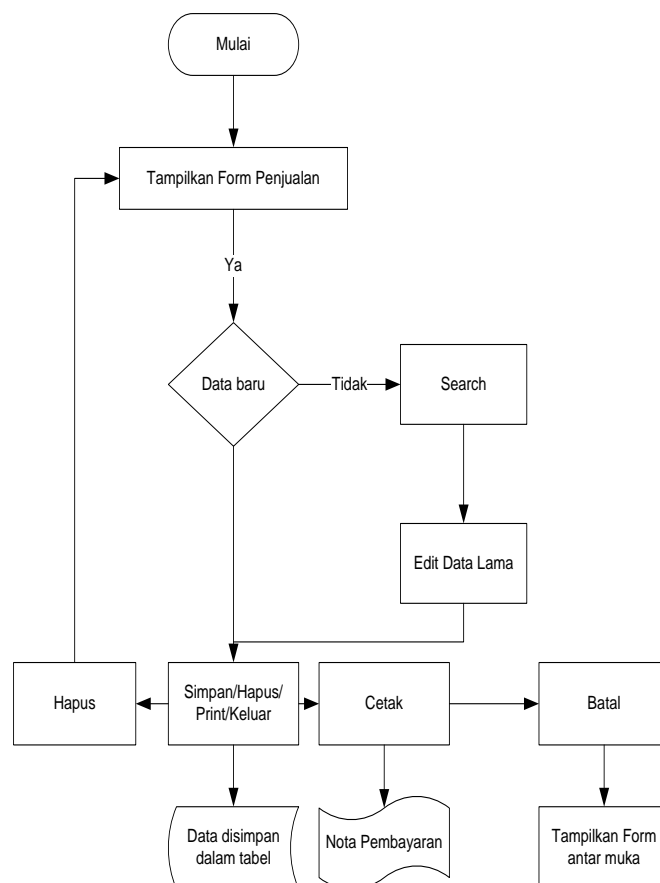 Mulai
Tampilkan Form Penjualan
Ya
Data baru
Tidak
Search
Edit Data Lama
Hapus
Simpan/Hapus/
Print/Keluar
Cetak
Batal
Data disimpan
dalam tabel
Nota Pembayaran
Tampilkan Form
antar muka